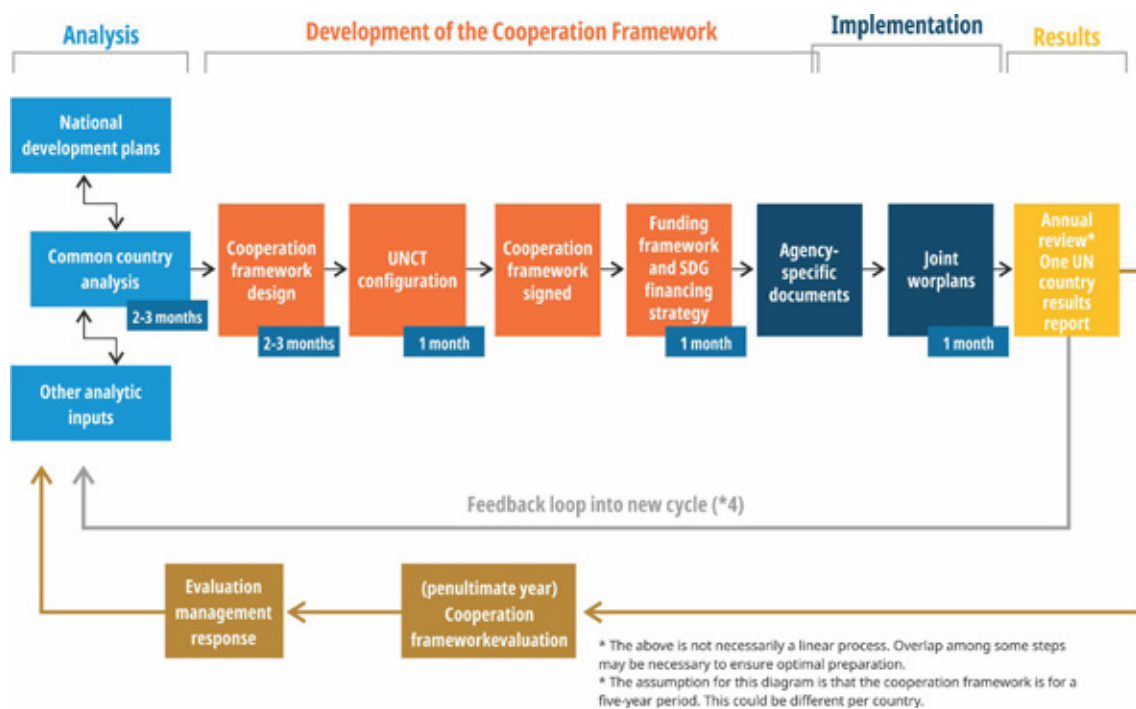 Analysis
Development of the Cooperation Framework
Implementation
Results
National
development plans
Common country
analysis
2-3 months
Other analytic
inputs
Cooperation
framework
design
2-3 months
UNCT
configuration
1 month
Cooperation
framework
signed
Funding
framework
and SDG
financing
strategy
1 month
Agency-
specific
documents
Joint
worplans
1 month
Annual
review*
One UN
country
results
report
Feedback loop into new cycle (*4)
Evaluation
management
response
(penultimate year)
Cooperation
frameworkevaluation
* The above is not necessarily a linear process. Overlap among some steps
may be necessary to ensure optimal preparation.
* The assumption for this diagram is that the cooperation framework is for a
five-year period. This could be different per country.